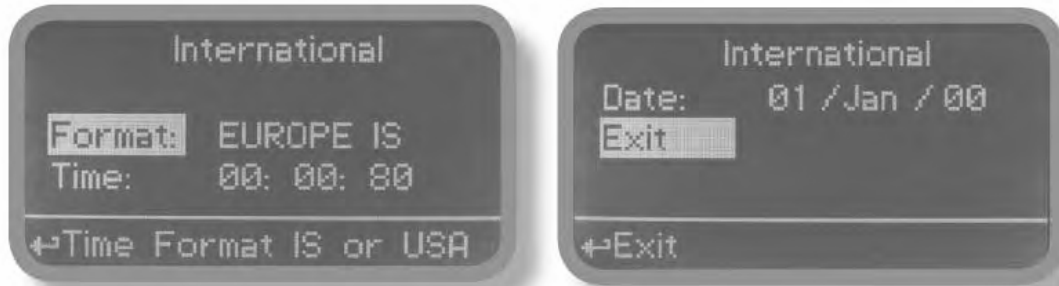 International
Format: EUROPE IS
Time: 00: 00: 80
↵Time Format IS or USA
International
Date: 01 /Jan / 00
Exit
↵Exit